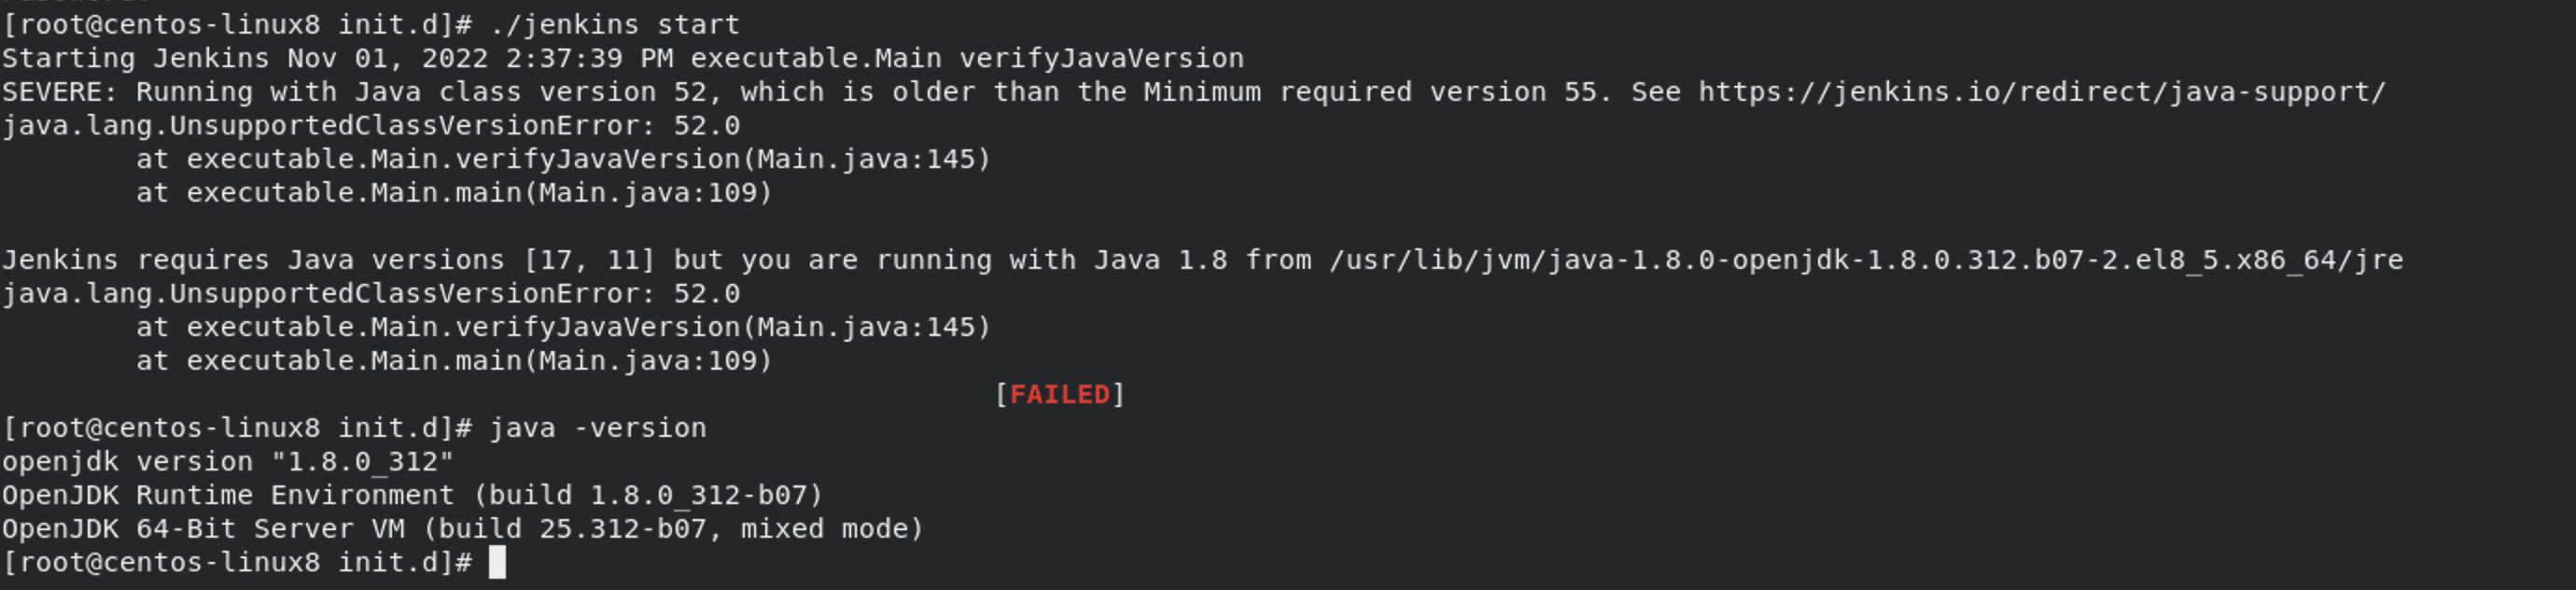 [root@centos-linux8 init.d]# ./jenkins start
Starting Jenkins Nov 01, 2022 2:37:39 PM executable.Main verifyJavaVersion
SEVERE: Running with Java class version 52, which is older than the Minimum required version 55. See https://jenkins.io/redirect/java-support/
java.lang.UnsupportedClassVersionError: 52.0
        at executable.Main.verifyJavaVersion(Main.java:145)
        at executable.Main.main(Main.java:109)

Jenkins requires Java versions [17, 11] but you are running with Java 1.8 from /usr/lib/jvm/java-1.8.0-openjdk-1.8.0.312.b07-2.el8_5.x86_64/jre
java.lang.UnsupportedClassVersionError: 52.0
        at executable.Main.verifyJavaVersion(Main.java:145)
        at executable.Main.main(Main.java:109)
                                                           [FAILED]
[root@centos-linux8 init.d]# java -version
openjdk version "1.8.0_312"
OpenJDK Runtime Environment (build 1.8.0_312-b07)
OpenJDK 64-Bit Server VM (build 25.312-b07, mixed mode)
[root@centos-linux8 init.d]#